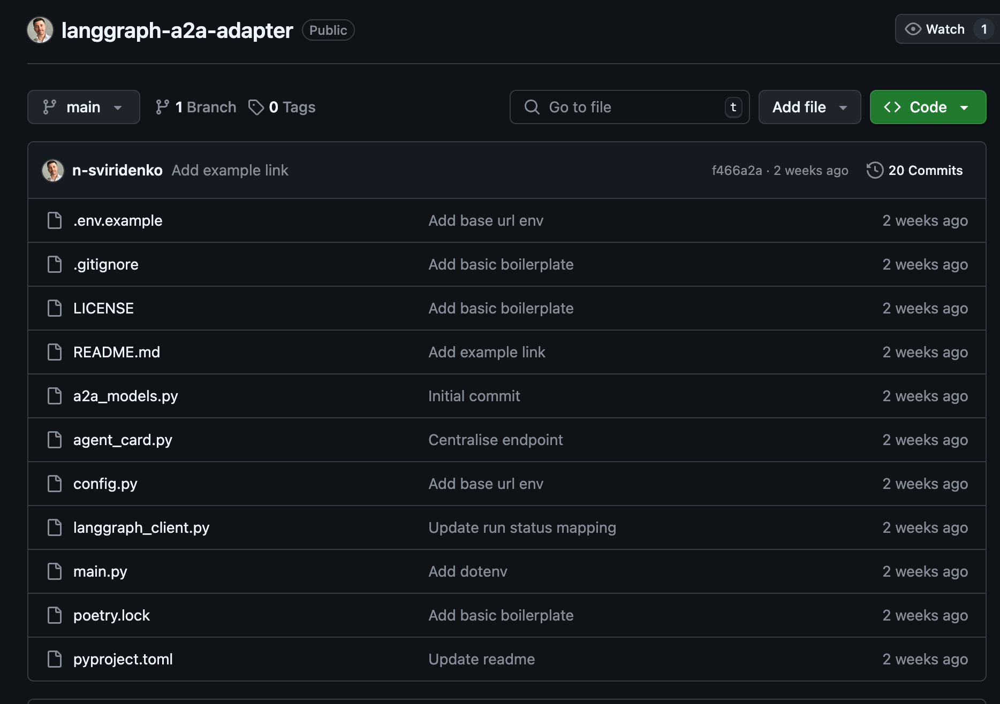 langgraph-a2a-adapter Public Watch 1
main 1 Branch 0 Tags Go to file t Add file Code
n-sviridenko Add example link f466a2a · 2 weeks ago 20 Commits
.env.example Add base url env 2 weeks ago
.gitignore Add basic boilerplate 2 weeks ago
LICENSE Add basic boilerplate 2 weeks ago
README.md Add example link 2 weeks ago
a2a_models.py Initial commit 2 weeks ago
agent_card.py Centralise endpoint 2 weeks ago
config.py Add base url env 2 weeks ago
langgraph_client.py Update run status mapping 2 weeks ago
main.py Add dotenv 2 weeks ago
poetry.lock Add basic boilerplate 2 weeks ago
pyproject.toml Update readme 2 weeks ago